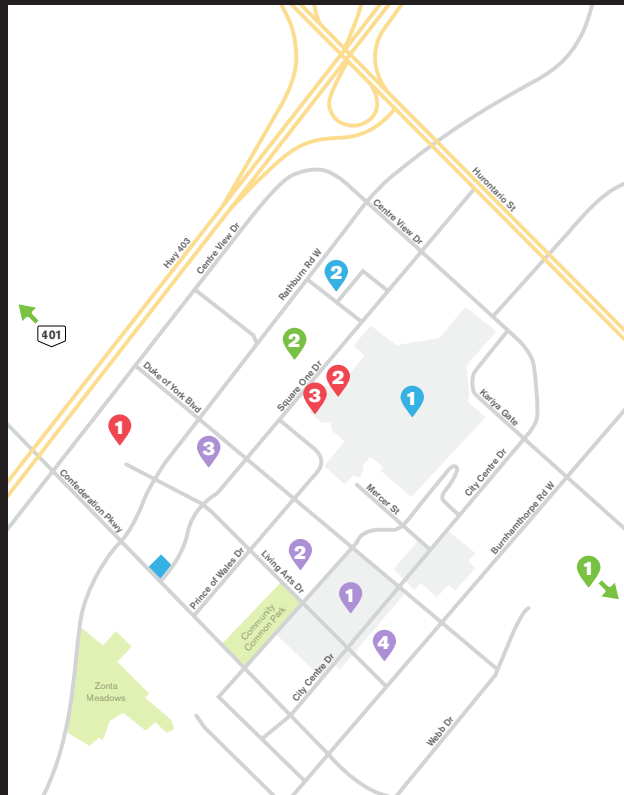 Hurontario St
Centre View Dr
Centre View Dr
Hwy 403
Rathburn Rd W
2
401
2
Square One Dr
2
3
1
Duke of York Blvd
Kariya Gate
1
3
City Centre Dr
Confederation Pkwy
Mercer St
Burnhamthorpe Rd W
2
Living Arts Dr
Prince of Wales Dr
1
1
Community
Common Park
4
City Centre Dr
Zonta
Meadows
Webb Dr